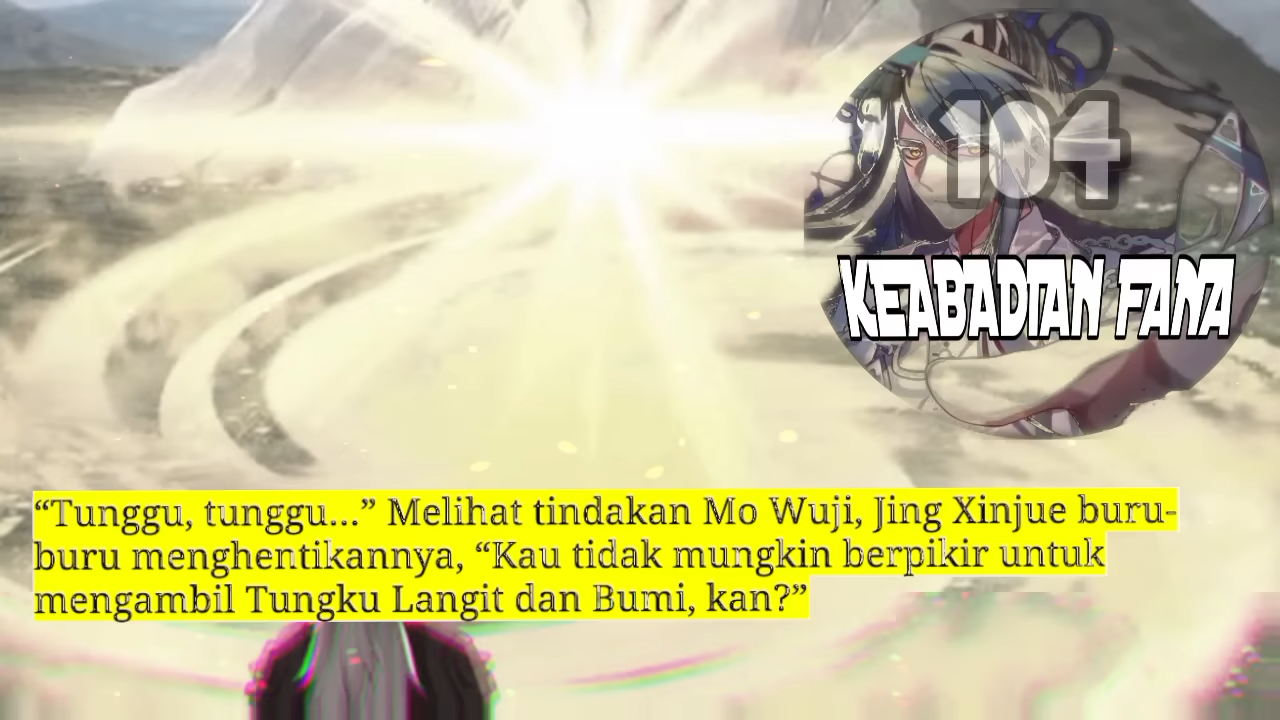 104
KEABADIAN FANA
“Tunggu, tunggu...” Melihat tindakan Mo Wuji, Jing Xinjue buru-
buru menghentikannya, “Kau tidak mungkin berpikir untuk
mengambil Tungku Langit dan Bumi, kan?”